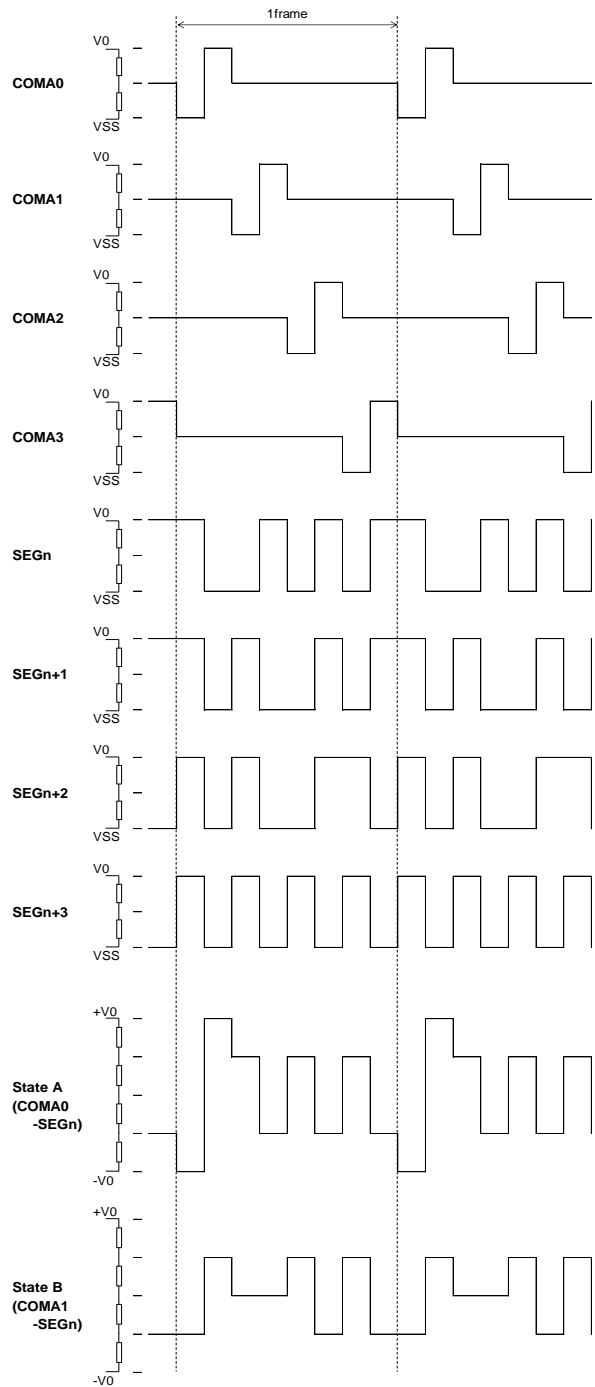 1frame
V0
COMA0
VSS
V0
COMA1
VSS
V0
COMA2
VSS
V0
COMA3
VSS
V0
SEGn
VSS
V0
SEGn+1
VSS
V0
SEGn+2
VSS
V0
SEGn+3
VSS
+V0
State A
(COMA0
-SEGn)
-V0
+V0
State B
(COMA1
-SEGn)
-V0